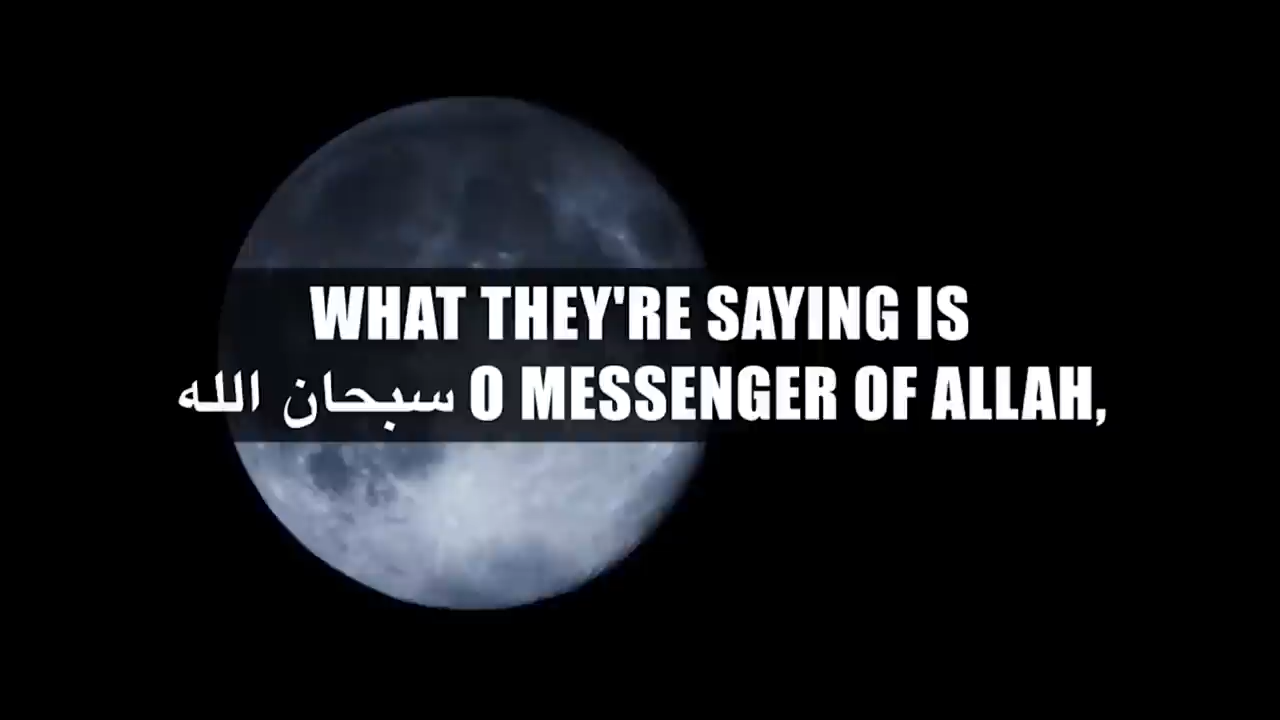 WHAT THEY'RE SAYING IS
سبحان الله O MESSENGER OF ALLAH,